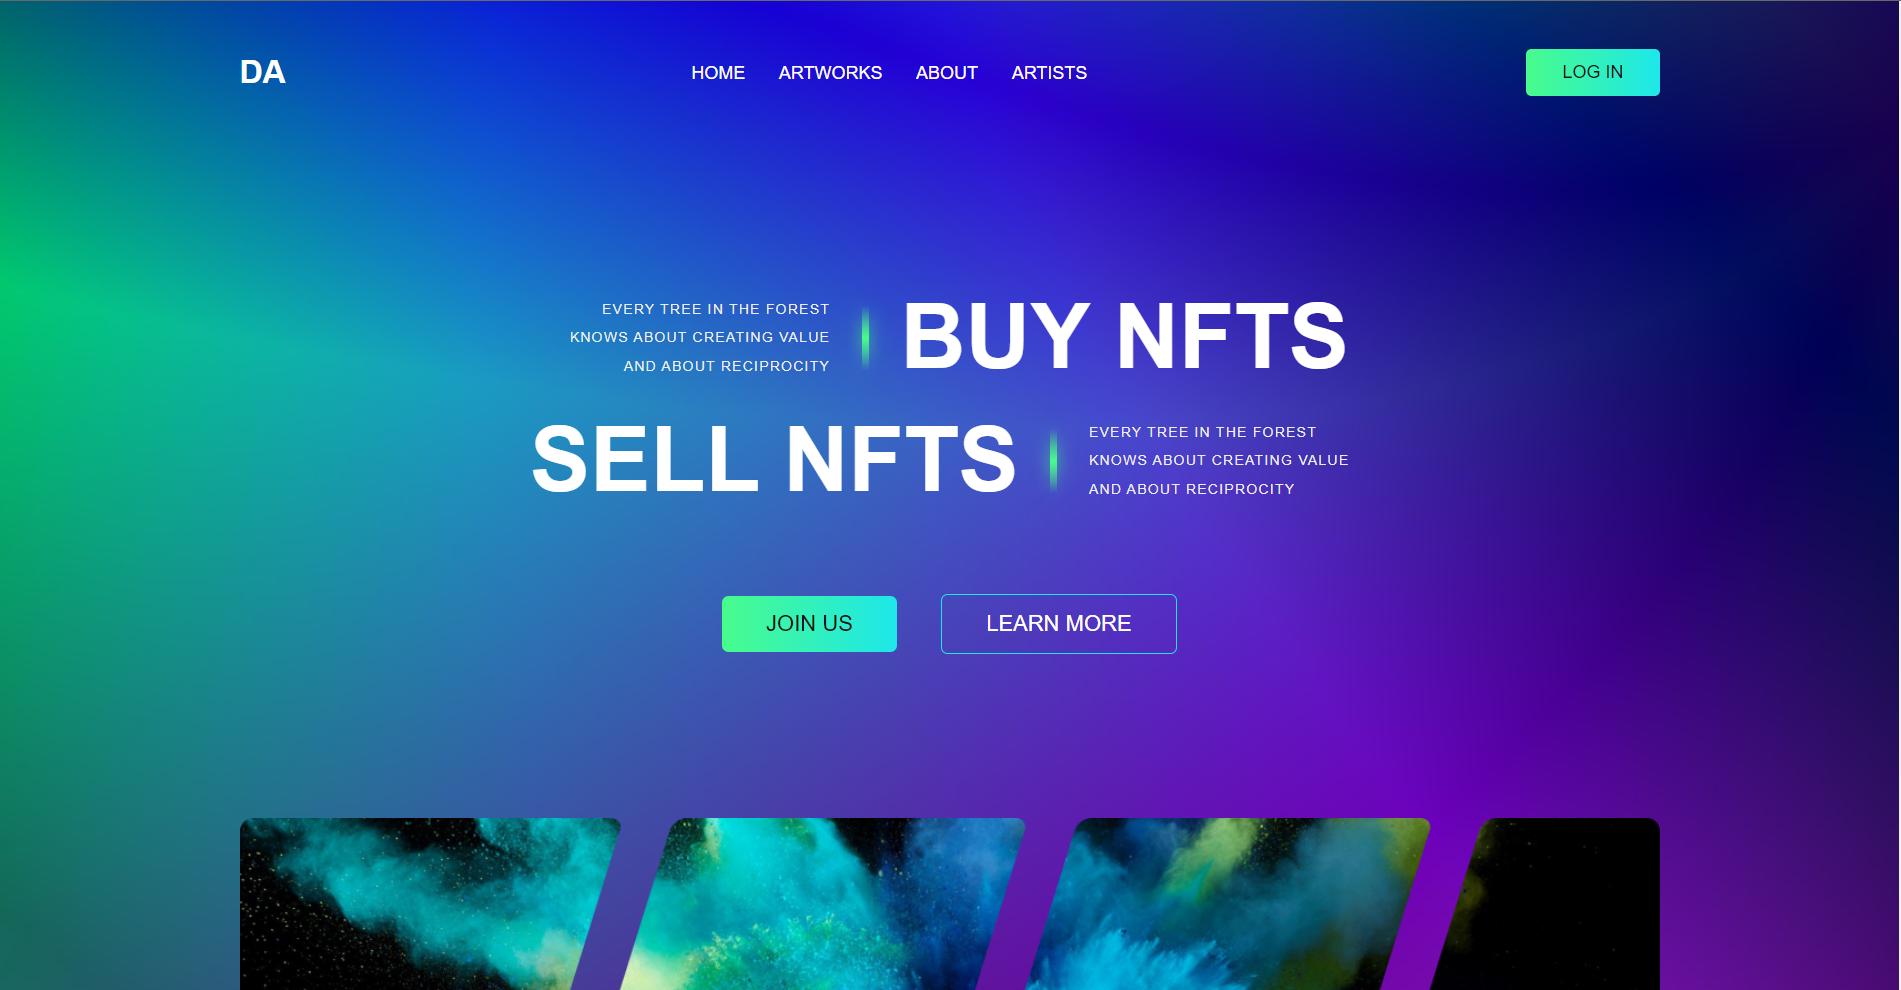 DA
HOME ARTWORKS ABOUT ARTISTS
LOG IN
EVERY TREE IN THE FOREST
KNOWS ABOUT CREATING VALUE
AND ABOUT RECIPROCITY
BUY NFTS
SELL NFTS
EVERY TREE IN THE FOREST
KNOWS ABOUT CREATING VALUE
AND ABOUT RECIPROCITY
JOIN US
LEARN MORE